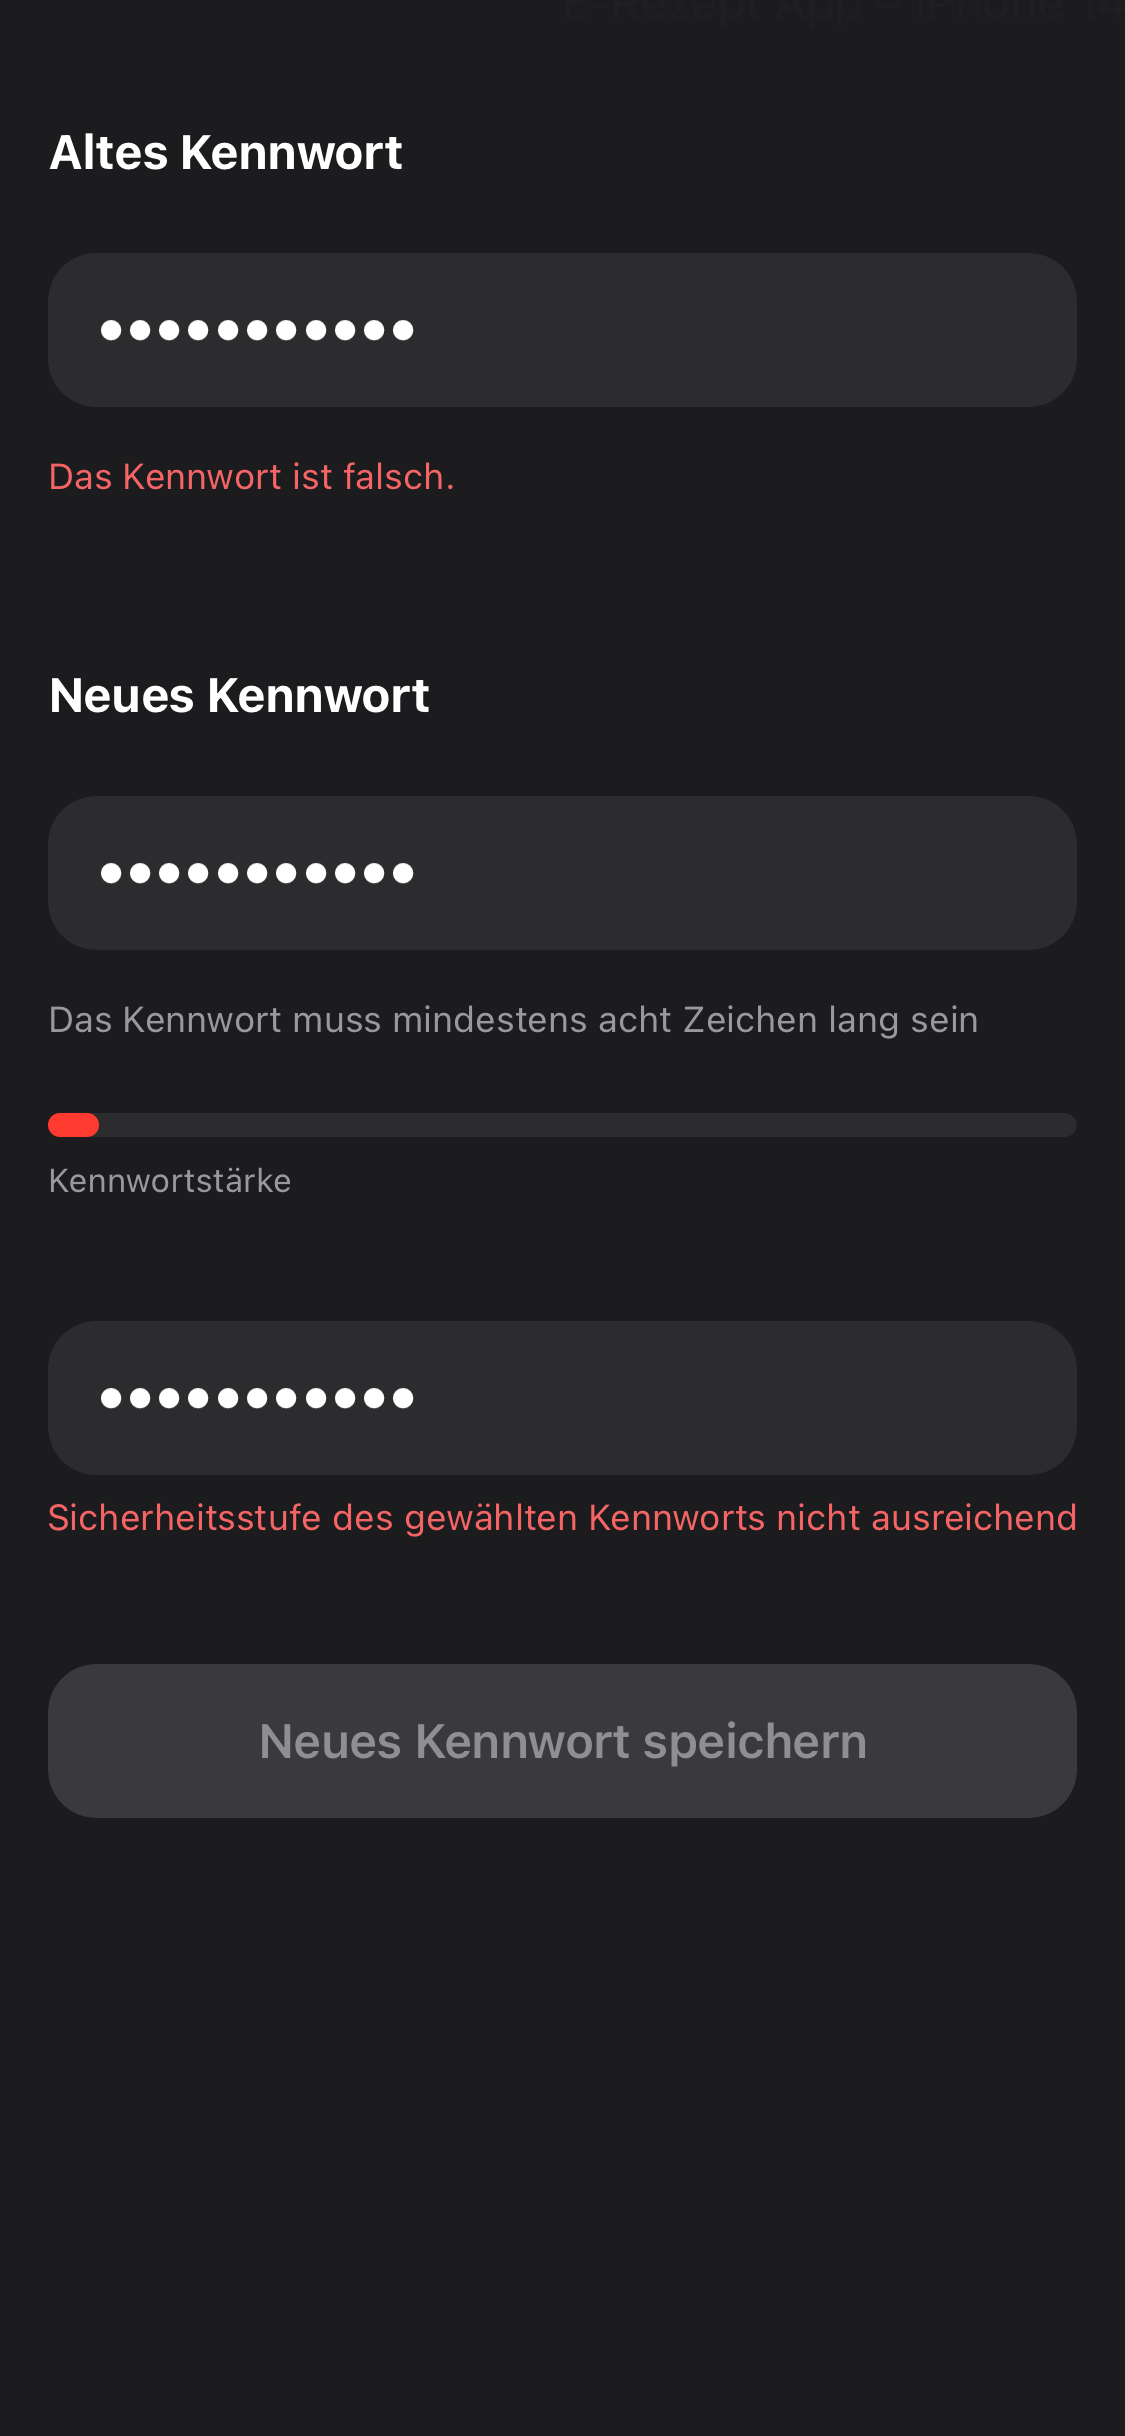 E-Rezept App – iPhone 14
Altes Kennwort
●●●●●●●●●●●
Das Kennwort ist falsch.
Neues Kennwort
●●●●●●●●●●●
Das Kennwort muss mindestens acht Zeichen lang sein
Kennwortstärke
●●●●●●●●●●●
Sicherheitsstufe des gewählten Kennworts nicht ausreichend
Neues Kennwort speichern